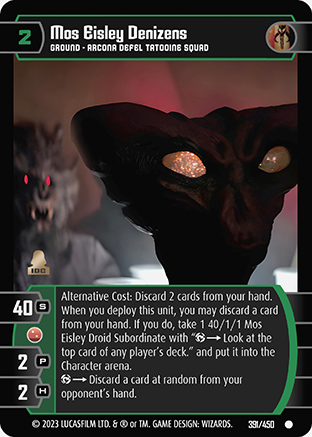 2 Mos Eisley Denizens
GROUND - ARCONA DEFEL TATOOINE SQUAD
100
40 S
2 P
2 H
Alternative Cost: Discard 2 cards from your hand.
When you deploy this unit, you may discard a card
from your hand. If you do, take 1 40/1/1 Mos
Eisley Droid Subordinate with “→ Look at the
top card of any player's deck.” and put it into the
Character arena.
→ Discard a card at random from your
opponent's hand.
© 2023 LUCASFILM LTD. & ® or TM. GAME DESIGN: WIZARDS. 391/450